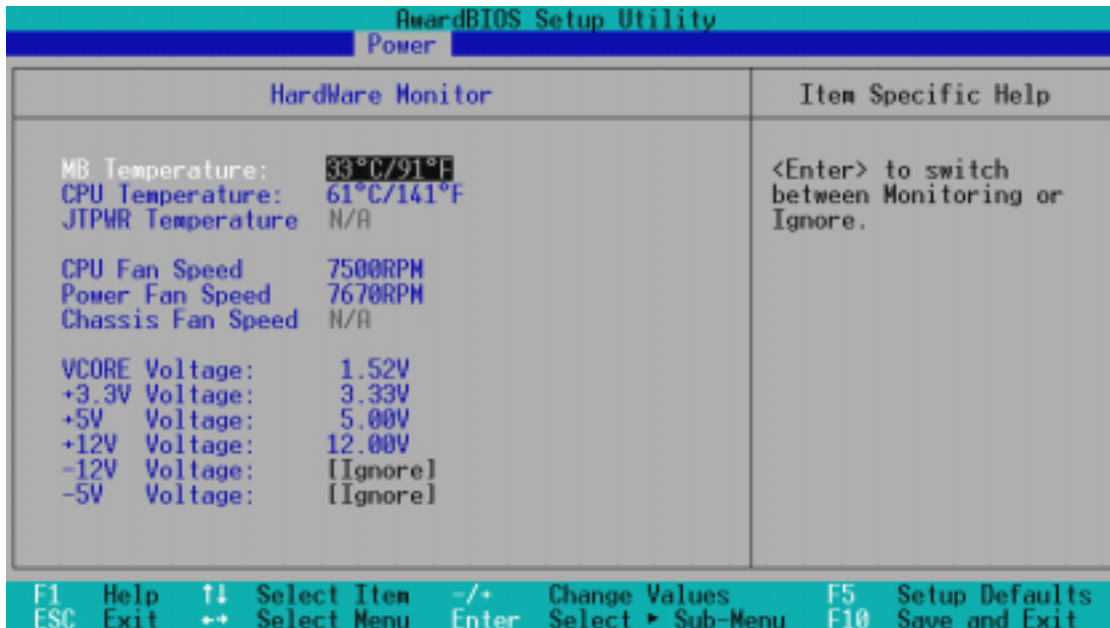 AwardBIOS Setup Utility
Power
HardWare Monitor
Item Specific Help
MB Temperature: 33°C/91°F
CPU Temperature: 61°C/141°F
JTPWR Temperature N/A
CPU Fan Speed 7500RPM
Power Fan Speed 7670RPM
Chassis Fan Speed N/A
VCORE Voltage: 1.52V
+3.3V Voltage: 3.33V
+5V Voltage: 5.00V
+12V Voltage: 12.00V
-12V Voltage: [Ignore]
-5V Voltage: [Ignore]
<Enter> to switch
between Monitoring or
Ignore.
F1 Help ↑↓ Select Item -/+ Change Values F5 Setup Defaults
ESC Exit ←→ Select Menu Enter Select ► Sub-Menu F10 Save and Exit